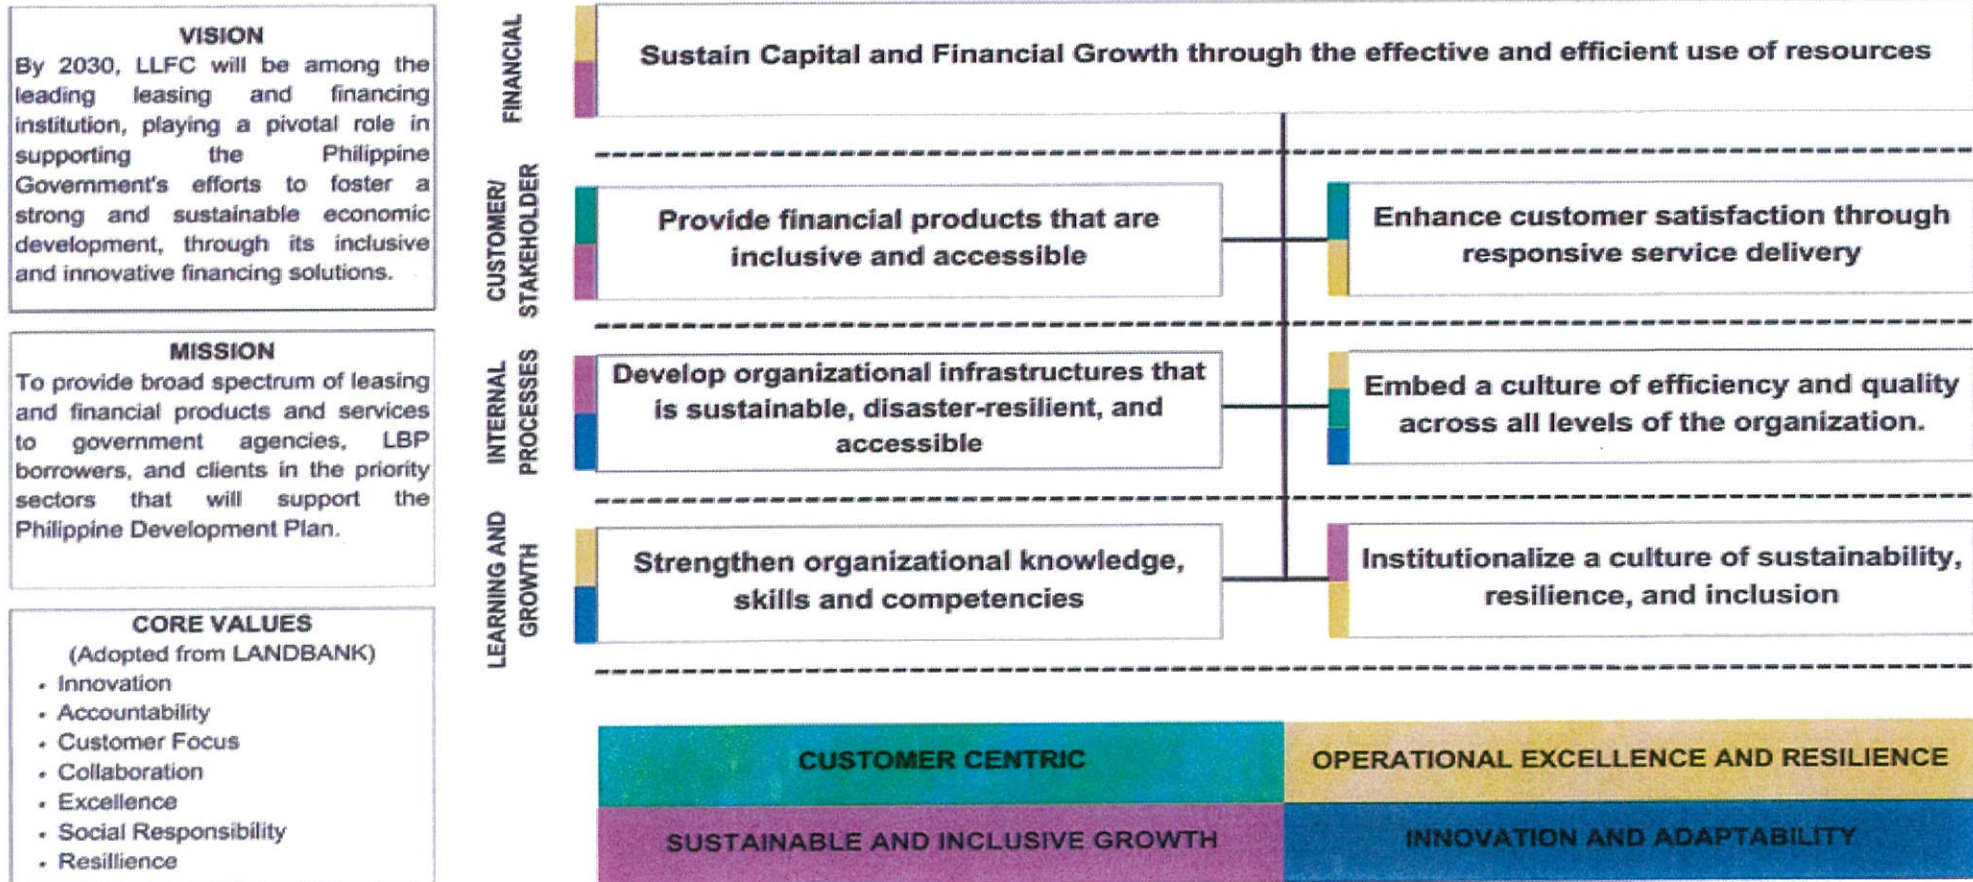 VISION
By 2030, LLFC will be among the
leading leasing and financing
institution, playing a pivotal role in
supporting the Philippine
Government's efforts to foster a
strong and sustainable economic
development, through its inclusive
and innovative financing solutions.
MISSION
To provide broad spectrum of leasing
and financial products and services
to government agencies, LBP
borrowers, and clients in the priority
sectors that will support the
Philippine Development Plan.
CORE VALUES
(Adopted from LANDBANK)
• Innovation
• Accountability
• Customer Focus
• Collaboration
• Excellence
• Social Responsibility
• Resillience
FINANCIAL
Sustain Capital and Financial Growth through the effective and efficient use of resources
CUSTOMER/
STAKEHOLDER
Provide financial products that are
inclusive and accessible
Enhance customer satisfaction through
responsive service delivery
INTERNAL
PROCESSES
Develop organizational infrastructures that
is sustainable, disaster-resilient, and
accessible
Embed a culture of efficiency and quality
across all levels of the organization.
LEARNING AND
GROWTH
Strengthen organizational knowledge,
skills and competencies
Institutionalize a culture of sustainability,
resilience, and inclusion
CUSTOMER CENTRIC
OPERATIONAL EXCELLENCE AND RESILIENCE
SUSTAINABLE AND INCLUSIVE GROWTH
INNOVATION AND ADAPTABILITY